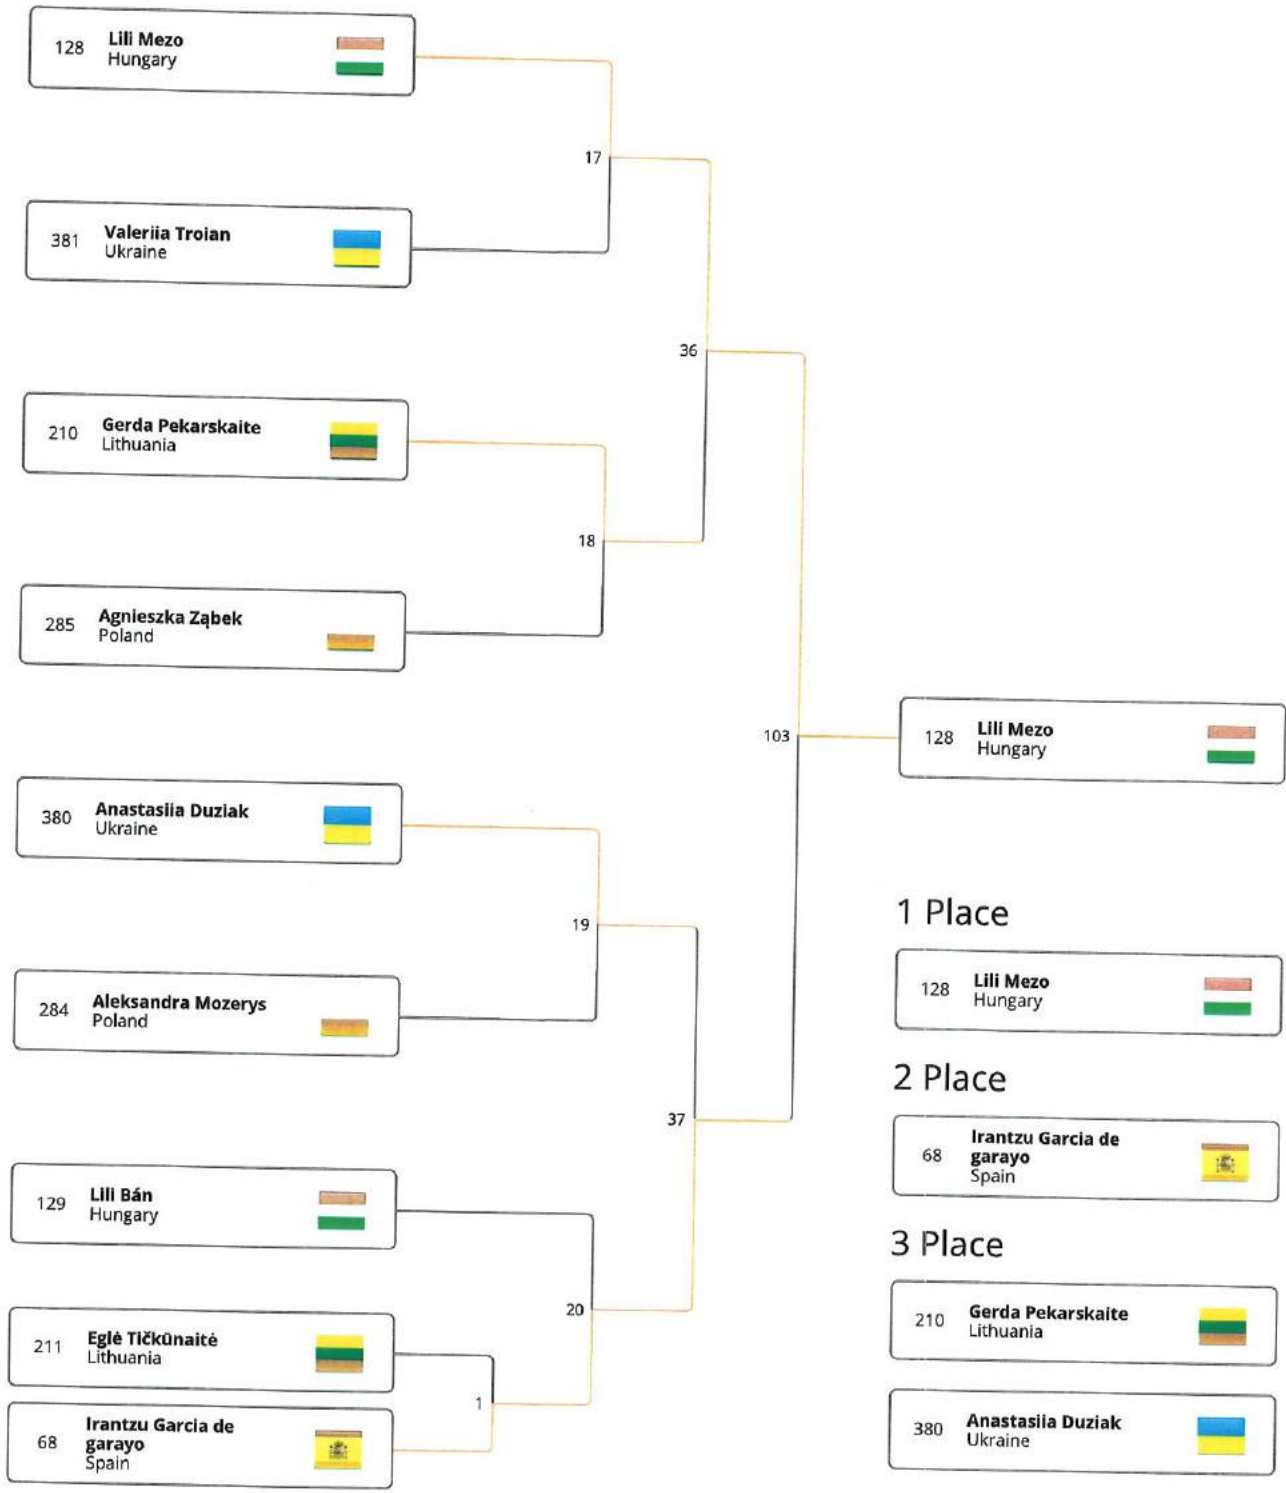 128
Lili Mezo
Hungary
17
381
Valeriia Troian
Ukraine
36
210
Gerda Pekarskaite
Lithuania
18
285
Agnieszka Ząbek
Poland
103
128
Lili Mezo
Hungary
380
Anastasiia Duziak
Ukraine
19
284
Aleksandra Mozerys
Poland
37
129
Lili Bán
Hungary
20
211
Eglė Tičkūnaitė
Lithuania
1
68
Irantzu Garcia de
garayo
Spain
1 Place
128
Lili Mezo
Hungary
2 Place
68
Irantzu Garcia de
garayo
Spain
3 Place
210
Gerda Pekarskaite
Lithuania
380
Anastasiia Duziak
Ukraine